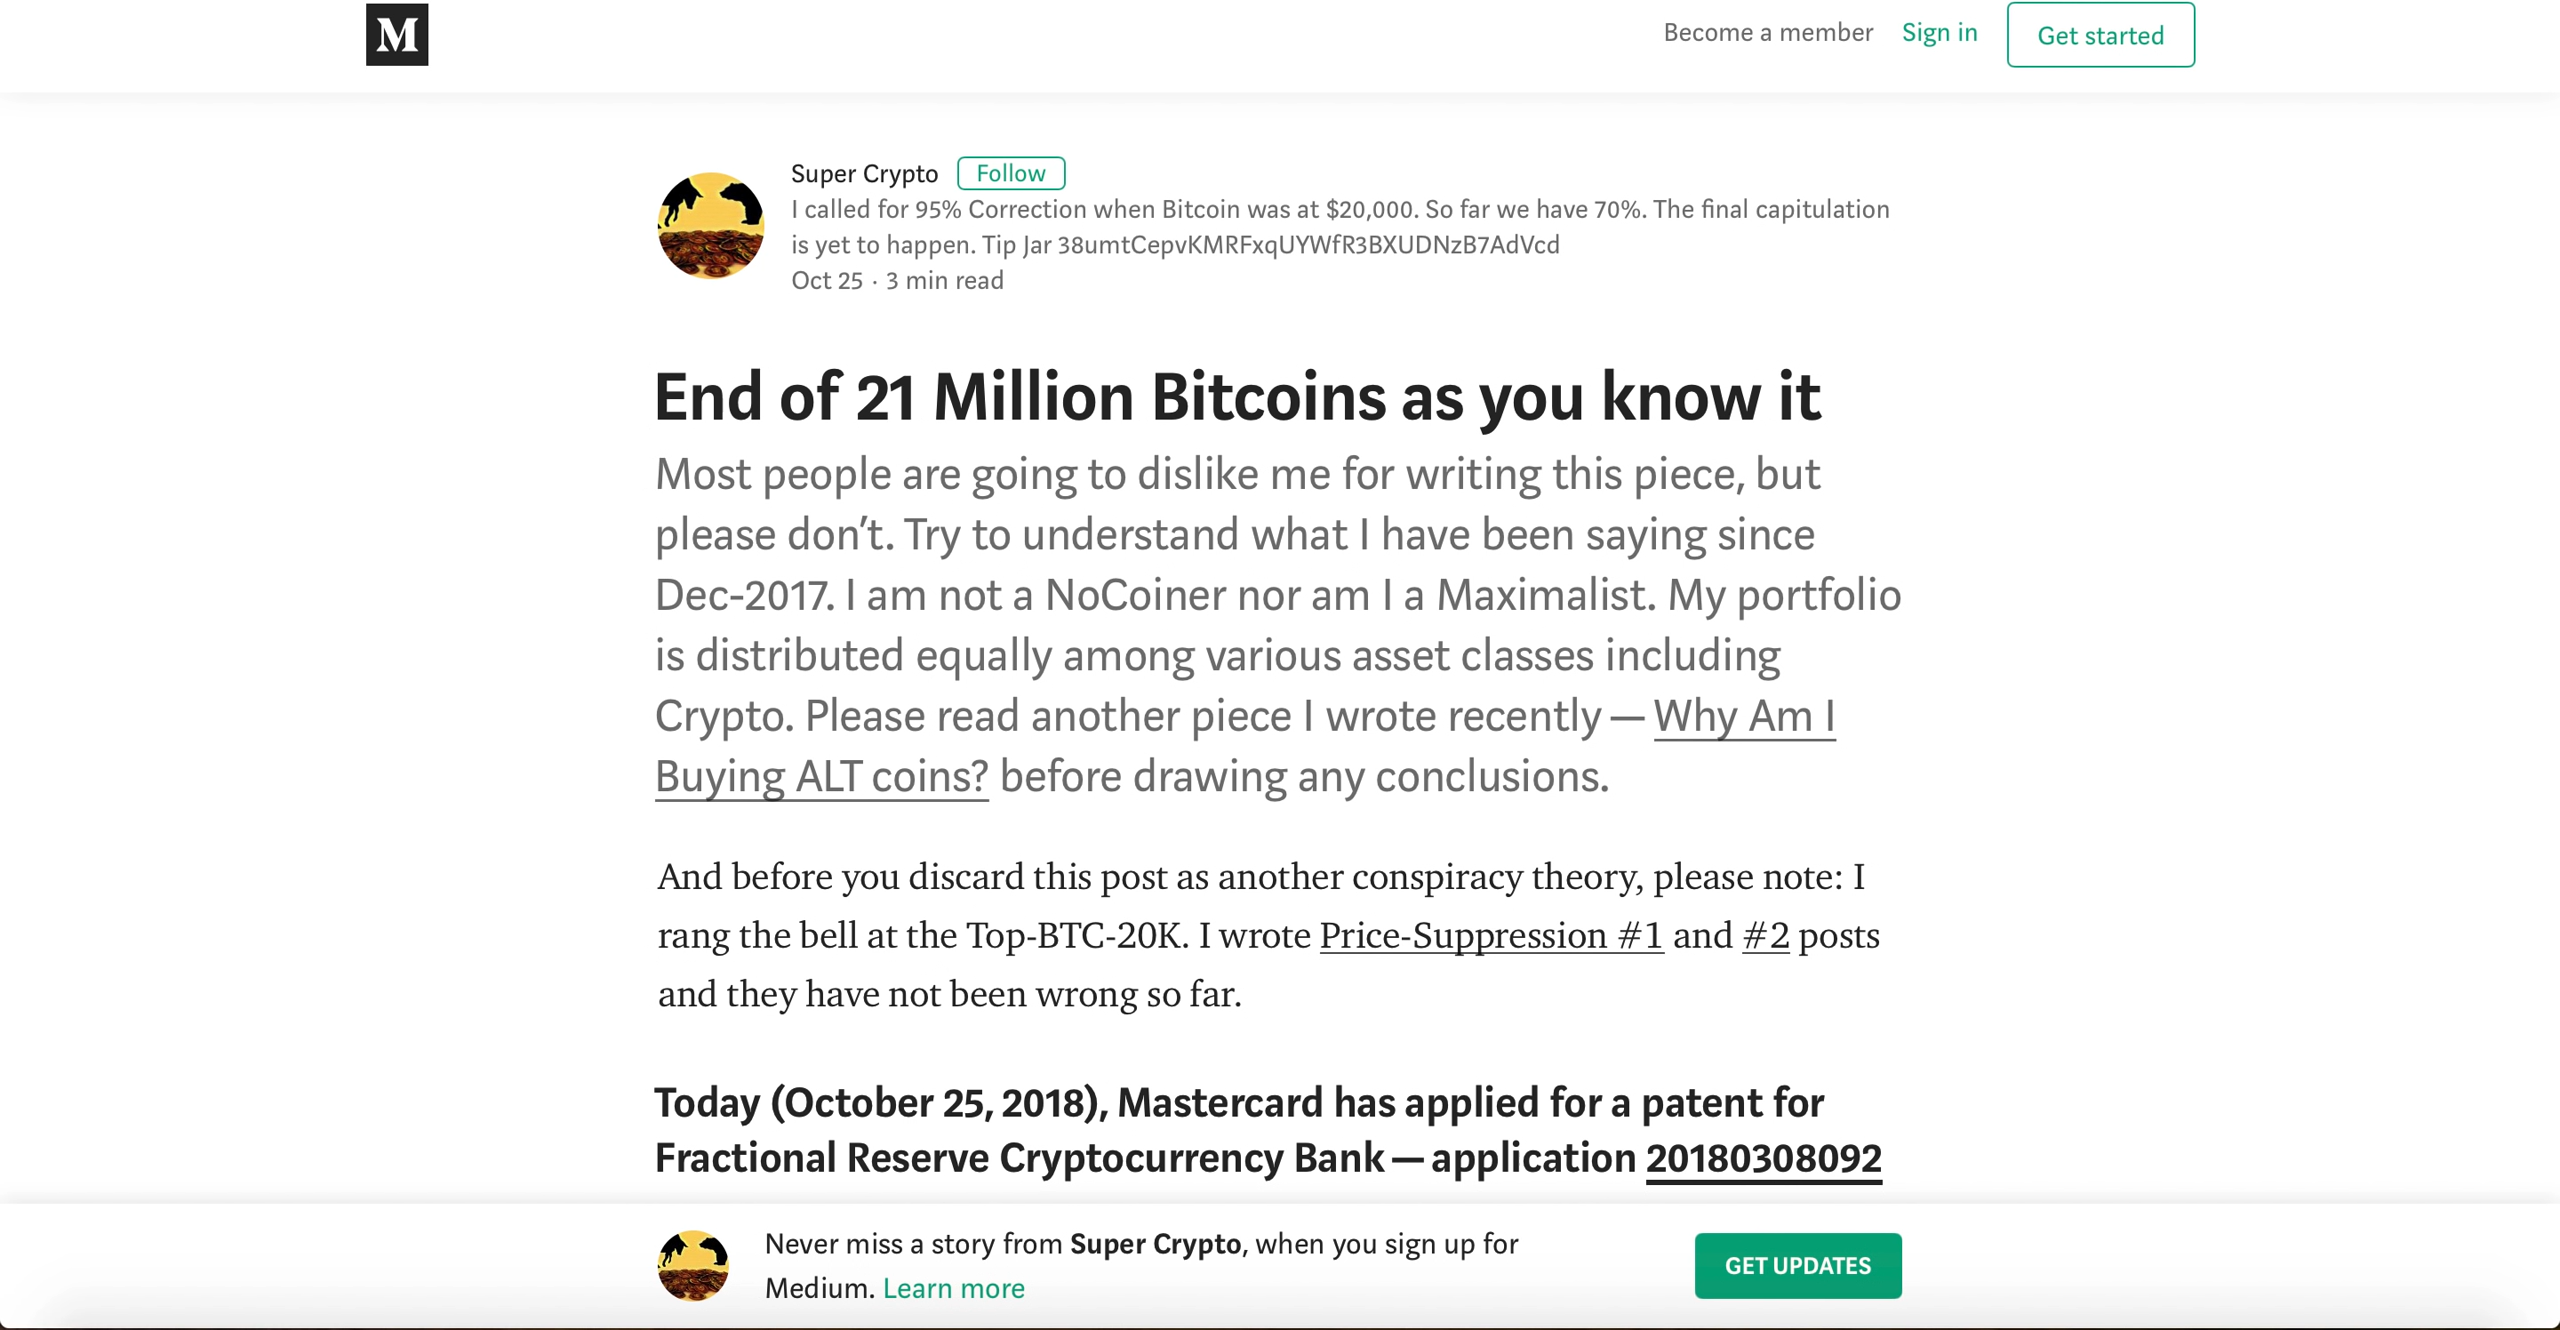 M
Become a member Sign in Get started
Super Crypto Follow
I called for 95% Correction when Bitcoin was at $20,000. So far we have 70%. The final capitulation
is yet to happen. Tip Jar 38umtCepvKMRFxqUYWfR3BXUDNzB7AdVcd
Oct 25 · 3 min read
End of 21 Million Bitcoins as you know it
Most people are going to dislike me for writing this piece, but
please don’t. Try to understand what I have been saying since
Dec-2017. I am not a NoCoiner nor am I a Maximalist. My portfolio
is distributed equally among various asset classes including
Crypto. Please read another piece I wrote recently — Why Am I
Buying ALT coins? before drawing any conclusions.
And before you discard this post as another conspiracy theory, please note: I
rang the bell at the Top-BTC-20K. I wrote Price-Suppression #1 and #2 posts
and they have not been wrong so far.
Today (October 25, 2018), Mastercard has applied for a patent for
Fractional Reserve Cryptocurrency Bank — application 20180308092
Never miss a story from Super Crypto, when you sign up for
Medium. Learn more
GET UPDATES